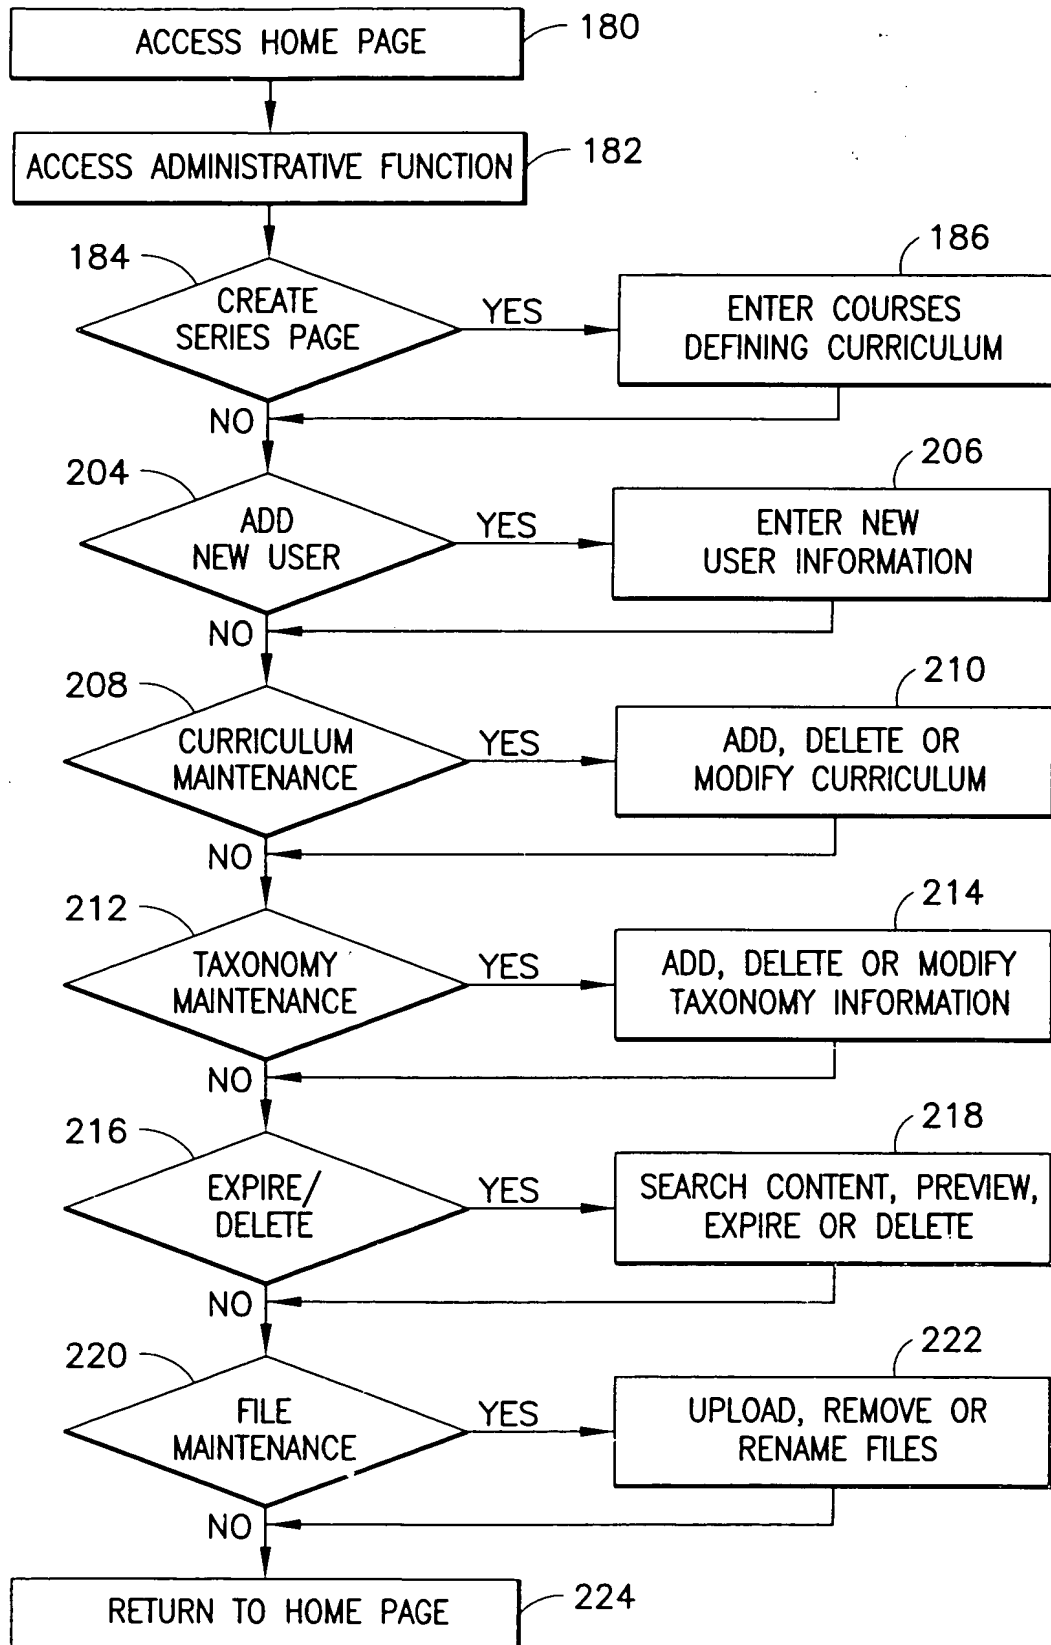 ACCESS HOME PAGE
180
ACCESS ADMINISTRATIVE FUNCTION
182
184
CREATE
SERIES PAGE
YES
186
ENTER COURSES
DEFINING CURRICULUM
NO
204
ADD
NEW USER
YES
206
ENTER NEW
USER INFORMATION
NO
208
CURRICULUM
MAINTENANCE
YES
210
ADD, DELETE OR
MODIFY CURRICULUM
NO
212
TAXONOMY
MAINTENANCE
YES
214
ADD, DELETE OR MODIFY
TAXONOMY INFORMATION
NO
216
EXPIRE/
DELETE
YES
218
SEARCH CONTENT, PREVIEW,
EXPIRE OR DELETE
NO
220
FILE
MAINTENANCE
YES
222
UPLOAD, REMOVE OR
RENAME FILES
NO
RETURN TO HOME PAGE
224